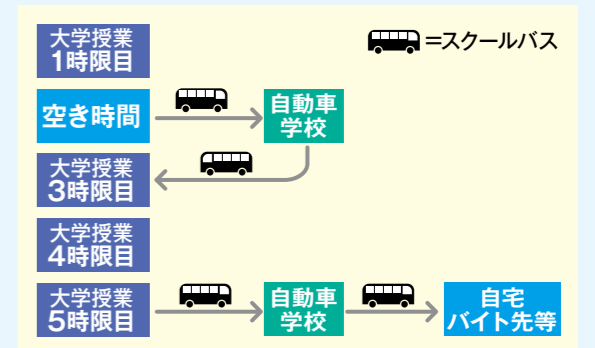 大学授業
1時限目
=スクールバス
空き時間
自動車
学校
大学授業
3時限目
大学授業
4時限目
大学授業
5時限目
自動車
学校
自宅
バイト先等